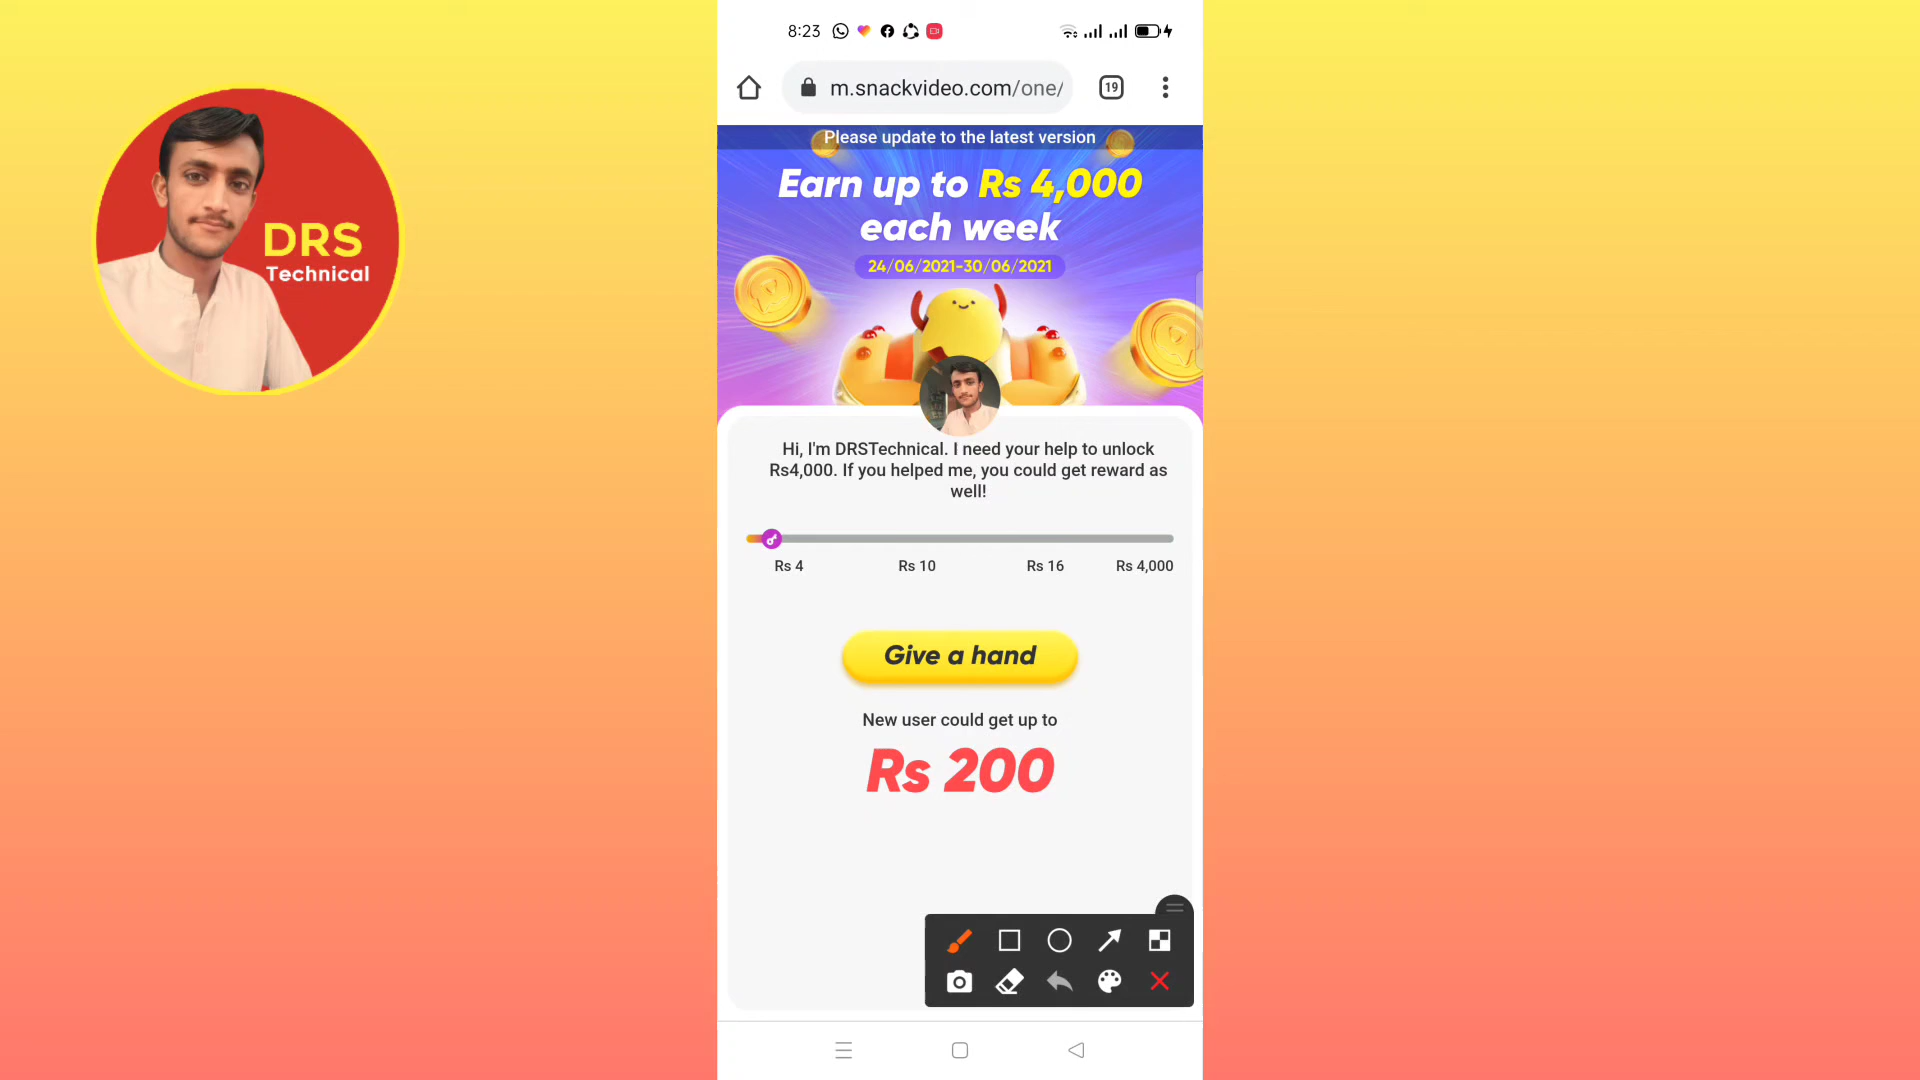 DRS
Technical
8:23
m.snackvideo.com/one/
19
Please update to the latest version
Earn up to Rs 4,000
each week
24/06/2021-30/06/2021
Hi, I'm DRSTechnical. I need your help to unlock
Rs4,000. If you helped me, you could get reward as
well!
Rs 4 Rs 10 Rs 16 Rs 4,000
Give a hand
New user could get up to
Rs 200